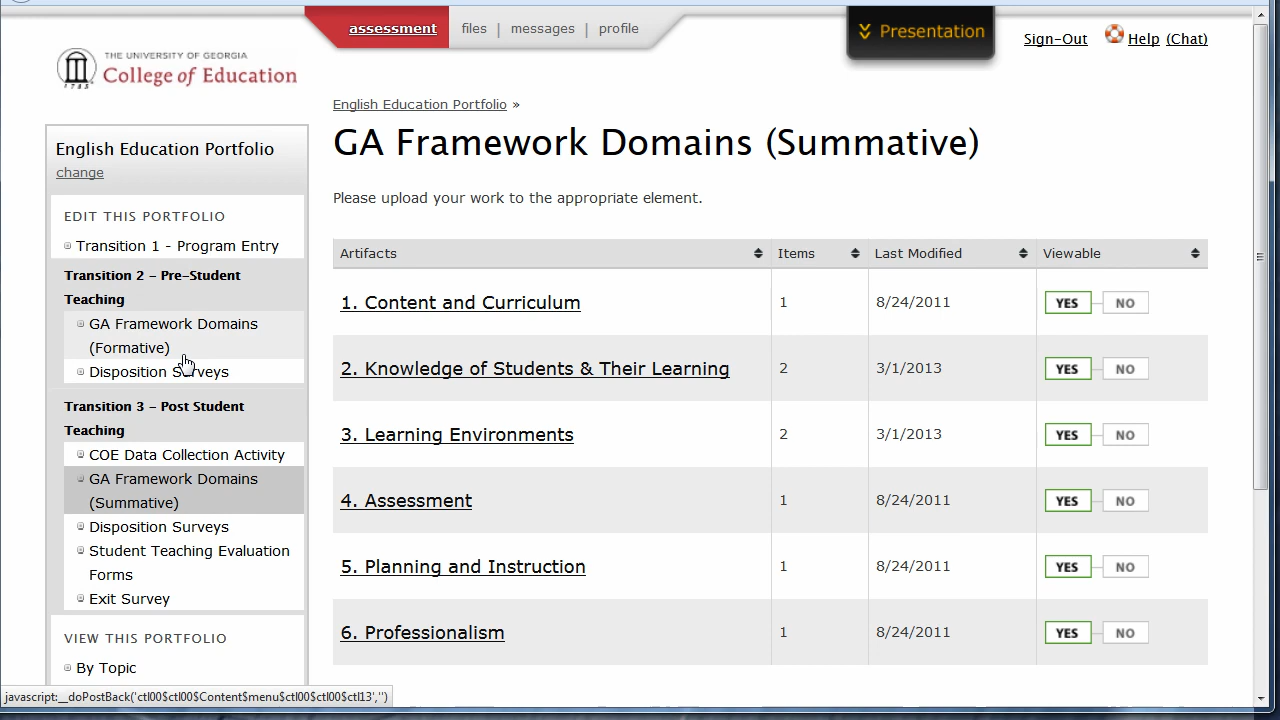 assessment files | messages | profile
Presentation
Sign-Out Help (Chat)
THE UNIVERSITY OF GEORGIA
College of Education
1785
English Education Portfolio
change
EDIT THIS PORTFOLIO
Transition 1 - Program Entry
Transition 2 - Pre-Student
Teaching
GA Framework Domains
(Formative)
Disposition Surveys
Transition 3 - Post Student
Teaching
COE Data Collection Activity
GA Framework Domains
(Summative)
Disposition Surveys
Student Teaching Evaluation
Forms
Exit Survey
VIEW THIS PORTFOLIO
By Topic
English Education Portfolio »
GA Framework Domains (Summative)
Please upload your work to the appropriate element.
Artifacts Items Last Modified Viewable
1. Content and Curriculum 1 8/24/2011 YES NO
2. Knowledge of Students & Their Learning 2 3/1/2013 YES NO
3. Learning Environments 2 3/1/2013 YES NO
4. Assessment 1 8/24/2011 YES NO
5. Planning and Instruction 1 8/24/2011 YES NO
6. Professionalism 1 8/24/2011 YES NO
javascript:__doPostBack('ctl00$ctl00$Content$menu$ctl00$ctl00$ctl13','')